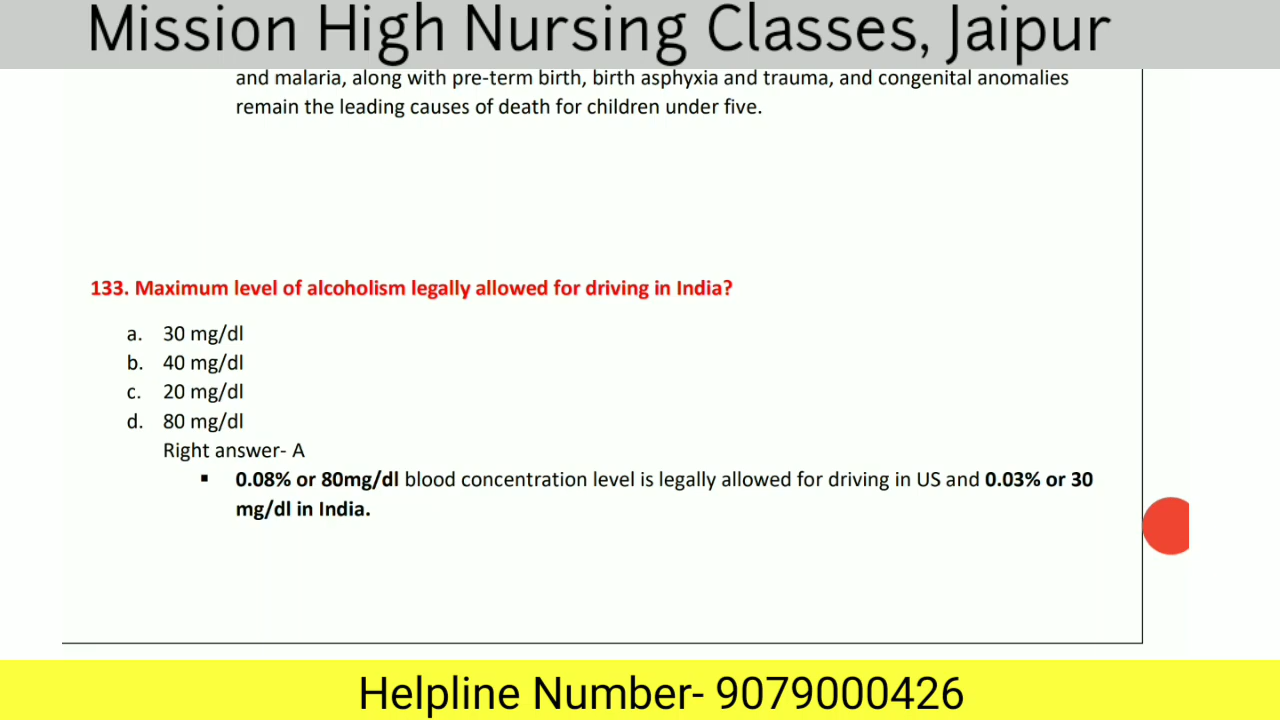 Mission High Nursing Classes, Jaipur
and malaria, along with pre-term birth, birth asphyxia and trauma, and congenital anomalies
remain the leading causes of death for children under five.
133. Maximum level of alcoholism legally allowed for driving in India?
a. 30 mg/dl
b. 40 mg/dl
c. 20 mg/dl
d. 80 mg/dl
Right answer- A
▪ 0.08% or 80mg/dl blood concentration level is legally allowed for driving in US and 0.03% or 30
mg/dl in India.
Helpline Number- 9079000426